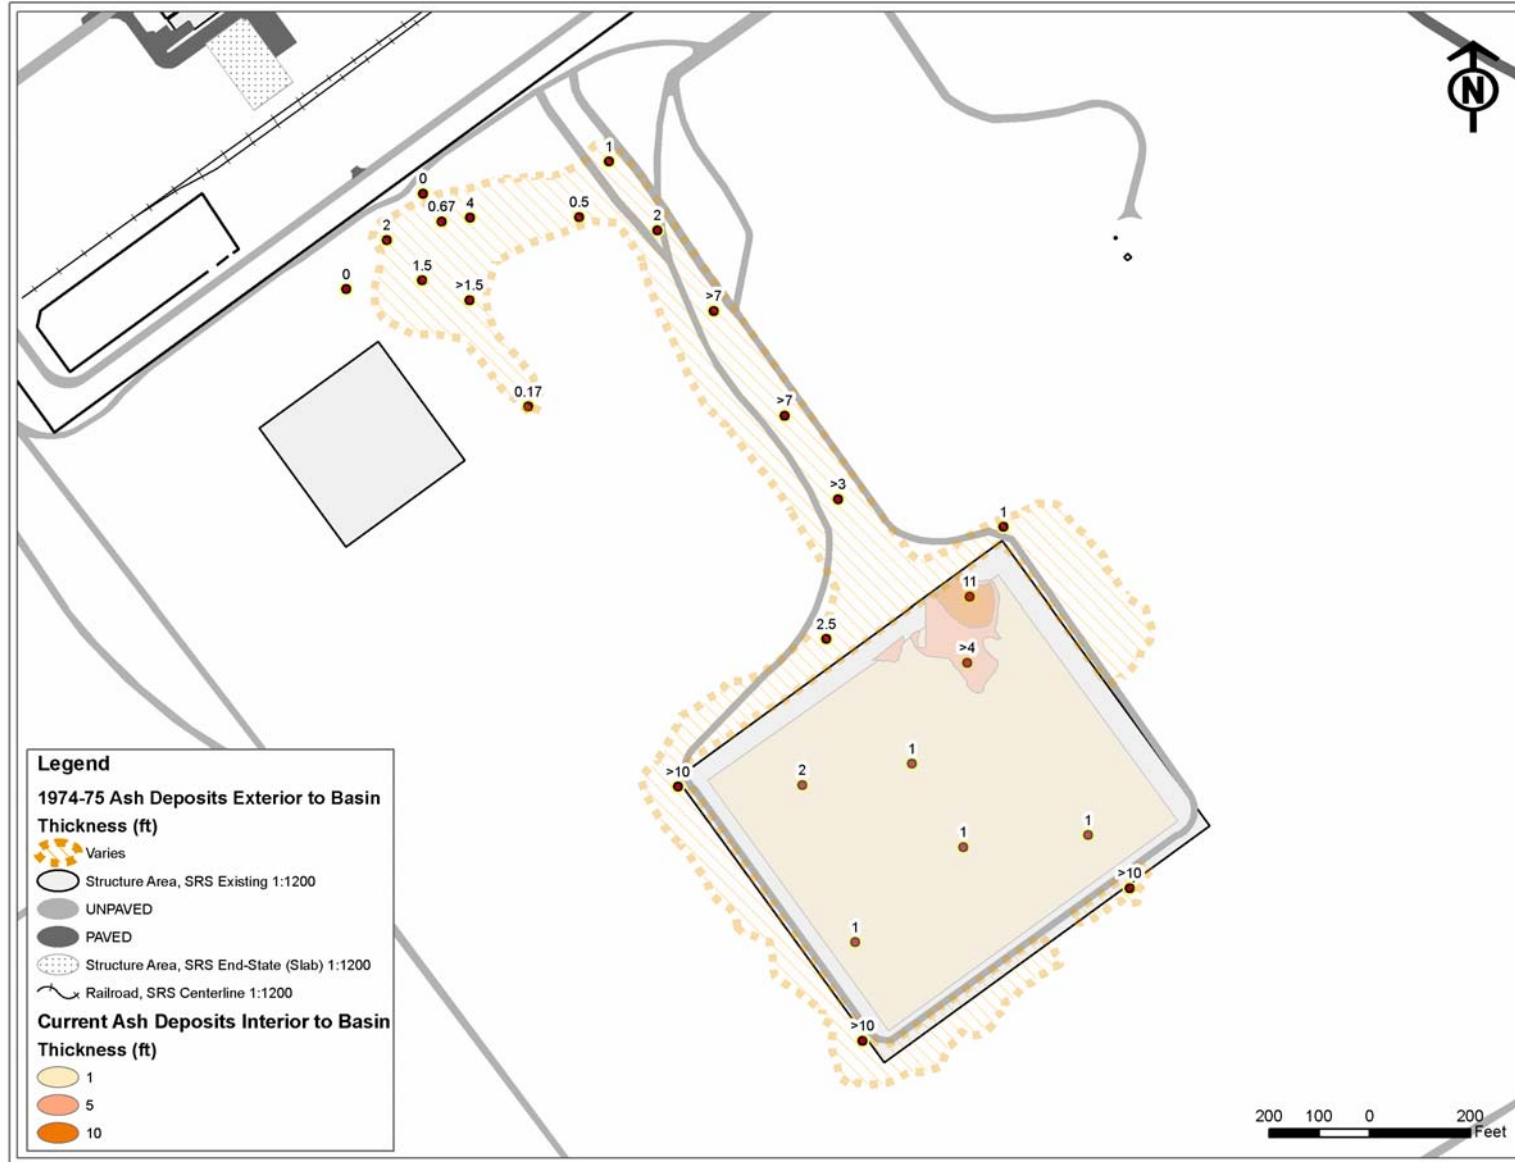 N
1
0
0.67
4
0.5
2
2
0
1.5
>1.5
>7
0.17
>7
>3
1
11
2.5
>4
1
>10
2
1
1
>10
1
>10
Legend
1974-75 Ash Deposits Exterior to Basin
Thickness (ft)
Varies
Structure Area, SRS Existing 1:1200
UNPAVED
PAVED
Structure Area, SRS End-State (Slab) 1:1200
Railroad, SRS Centerline 1:1200
Current Ash Deposits Interior to Basin
Thickness (ft)
1
5
10
200 100 0 200
Feet